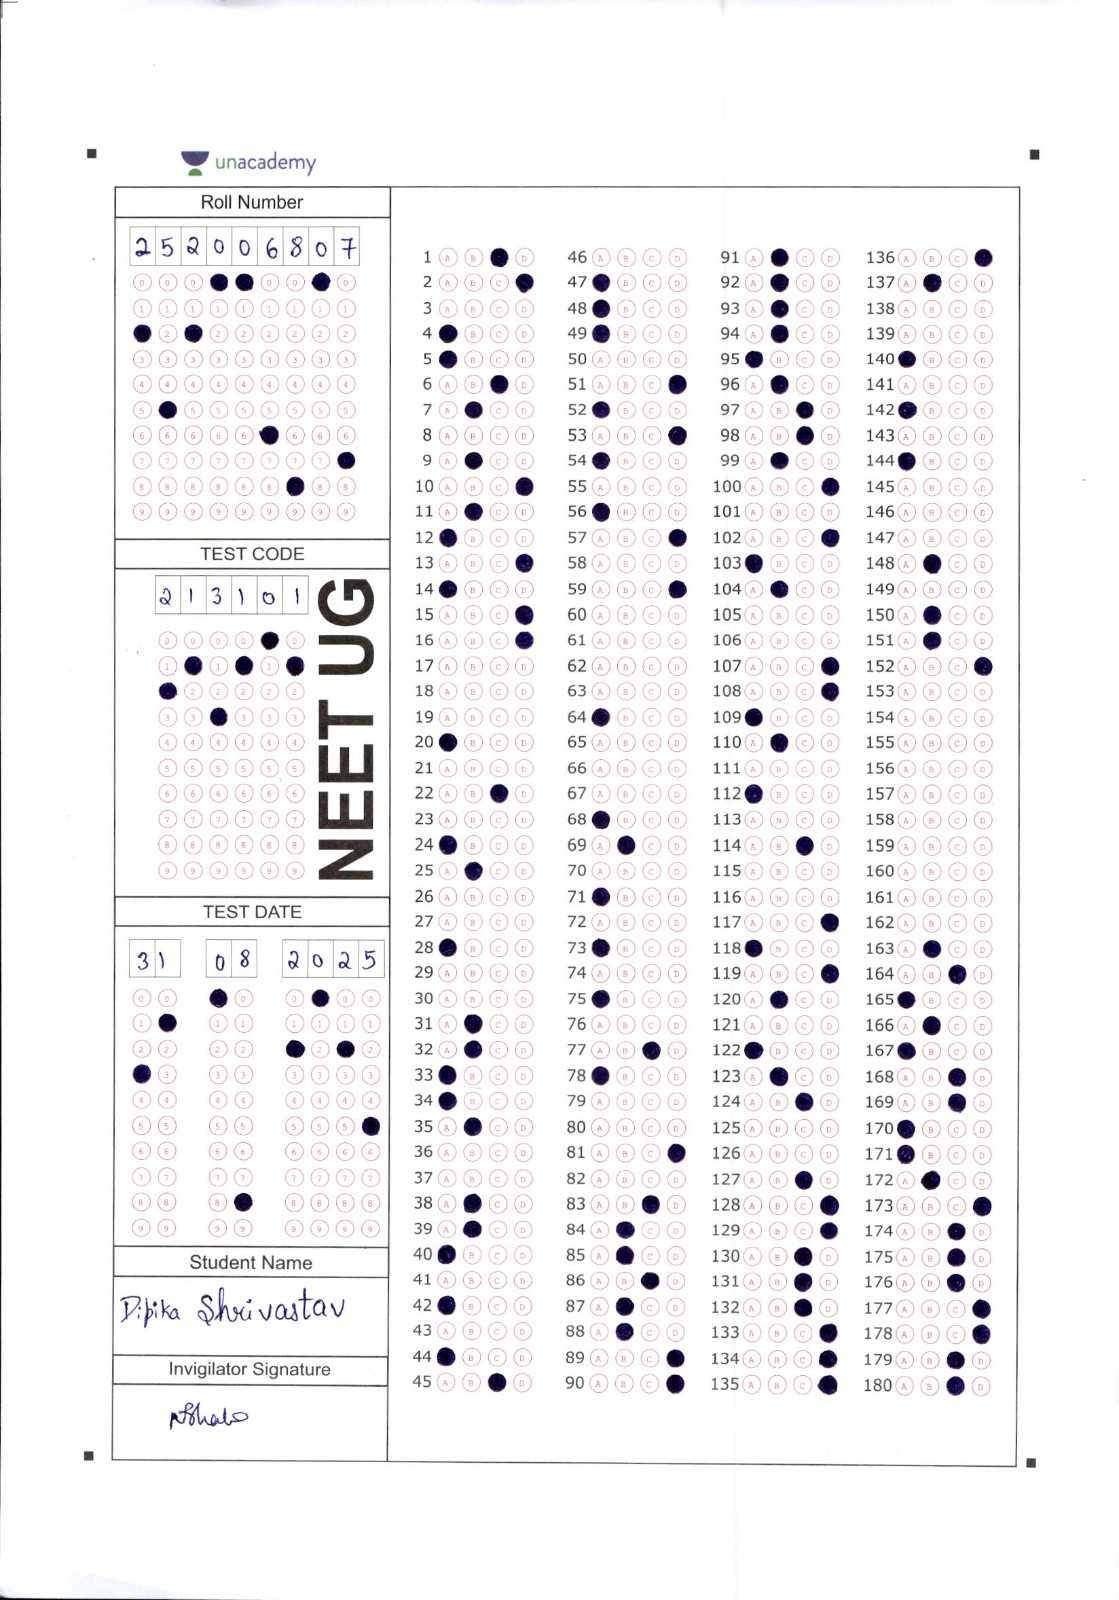 unacademy
Roll Number
2 5 2 0 0 6 8 0 7
TEST CODE
2 1 3 1 0 1
NEET UG
TEST DATE
31 08 2025
Student Name
Dipika Shrivastav
Invigilator Signature
1 A B D
2 A B C
3 A B C D
4 B C D
5 B C D
6 A B D
7 A C D
8 A B C D
9 A C D
10 A B C
11 A C D
12 B C D
13 A B C
14 B C D
15 A B C
16 A B C
17 A B C D
18 A B C D
19 A B C D
20 B C D
21 A B C D
22 A B D
23 A B C D
24 B C D
25 A C D
26 A B C D
27 A B C D
28 B C D
29 A B C D
30 A B C D
31 A C D
32 A C D
33 B C D
34 B C D
35 A C D
36 A B C D
37 A B C D
38 A C D
39 A C D
40 B C D
41 A B C D
42 B C D
43 A B C D
44 B C D
45 A B D
46 A B C D
47 B C D
48 B C D
49 B C D
50 A B C D
51 A B C
52 B C D
53 A B C
54 B C D
55 A B C D
56 B C D
57 A B C
58 A B C D
59 A B C
60 A B C D
61 A B C D
62 A B C D
63 A B C D
64 B C D
65 A B C D
66 A B C D
67 A B C D
68 B C D
69 A C D
70 A B C D
71 B C D
72 A B C D
73 B C D
74 A B C D
75 B C D
76 A B C D
77 A B D
78 B C D
79 A B C D
80 A B C D
81 A B C
82 A B C D
83 A B D
84 A C D
85 A C D
86 A B D
87 A C D
88 A C D
89 A B C
90 A B C
91 A C D
92 A C D
93 A C D
94 A C D
95 B C D
96 A C D
97 A B D
98 A B D
99 A C D
100 A B C
101 A B C D
102 A B C
103 B C D
104 A C D
105 A B C D
106 A B C D
107 A B C
108 A B C
109 B C D
110 A C D
111 A B C D
112 B C D
113 A B C D
114 A B D
115 A B C D
116 A B C D
117 A B C
118 B C D
119 A B C
120 A C D
121 A B C D
122 B C D
123 A C D
124 A B D
125 A B C D
126 A B C D
127 A B D
128 A B C
129 A B C
130 A B D
131 A B D
132 A B D
133 A B C
134 A B C
135 A B C
136 A B C
137 A C D
138 A B C D
139 A B C D
140 B C D
141 A B C D
142 B C D
143 A B C D
144 B C D
145 A B C D
146 A B C D
147 A B C D
148 A C D
149 A B C D
150 A C D
151 A C D
152 A B C
153 A B C D
154 A B C D
155 A B C D
156 A B C D
157 A B C D
158 A B C D
159 A B C D
160 A B C D
161 A B C D
162 A B C D
163 A C D
164 A B D
165 B C D
166 A C D
167 B C D
168 A B D
169 A B D
170 B C D
171 B C D
172 A C D
173 A B C
174 A B D
175 A B D
176 A B D
177 A B C
178 A B C
179 A B D
180 A B D